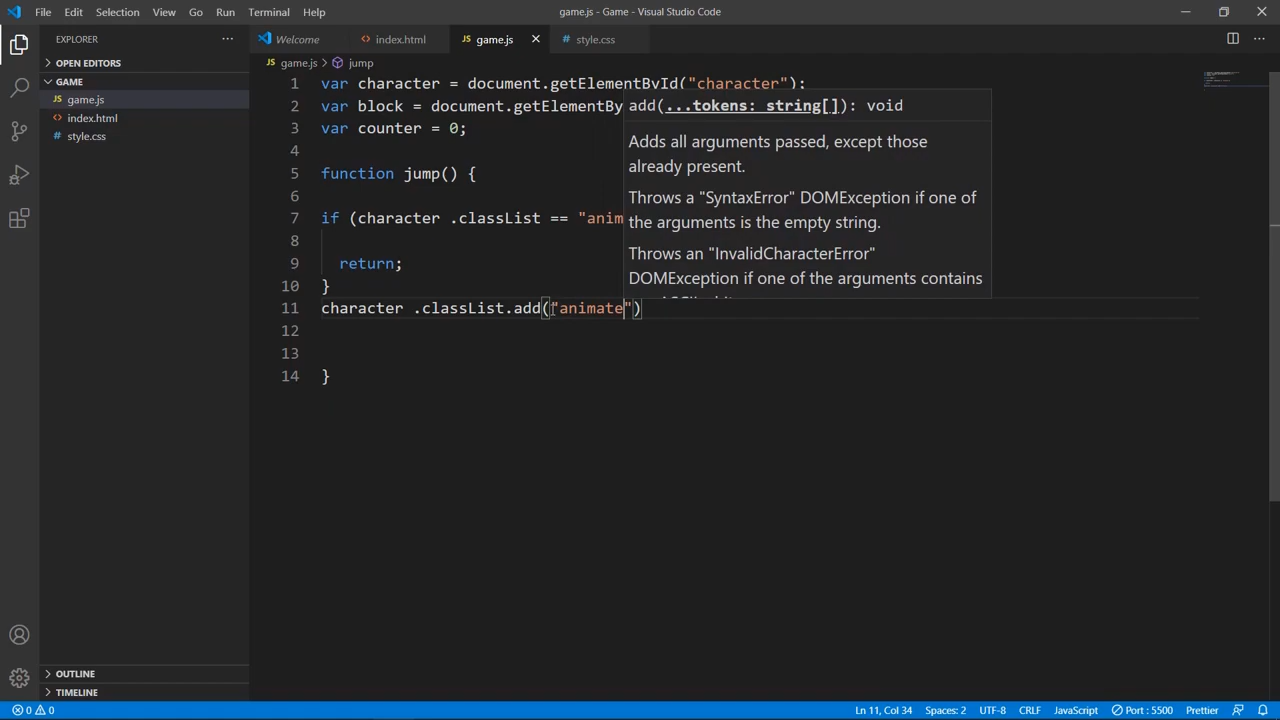 File Edit Selection View Go Run Terminal Help
game.js - Game - Visual Studio Code
EXPLORER
OPEN EDITORS
GAME
game.js
index.html
style.css
OUTLINE
TIMELINE
Welcome
index.html
JS game.js
# style.css
JS game.js > jump
1 var character = document.getElementById("character");
2 var block = document.getElementBy
3 var counter = 0;
4
5 function jump() {
6
7 if (character .classList == "anim
8
9 return;
10 }
11 character .classList.add("animate")
12
13
14 }
add(...tokens: string[]): void
Adds all arguments passed, except those
already present.
Throws a "SyntaxError" DOMException if one of
the arguments is the empty string.
Throws an "InvalidCharacterError"
DOMException if one of the arguments contains
0 0 Ln 11, Col 34 Spaces: 2 UTF-8 CRLF JavaScript Port : 5500 Prettier